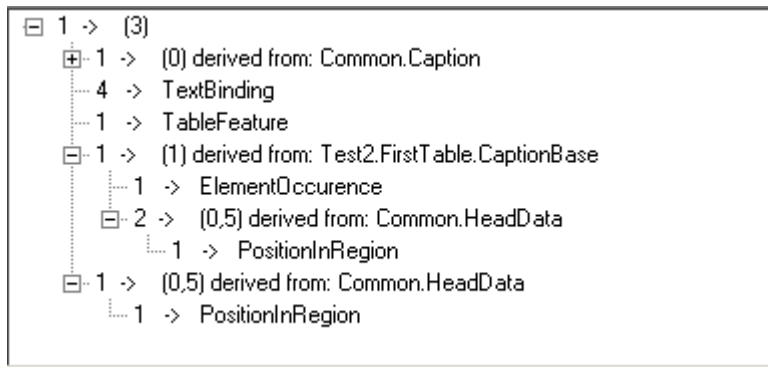 1 -> (3)
1 -> (0) derived from: Common.Caption
4 -> TextBinding
1 -> TableFeature
1 -> (1) derived from: Test2.FirstTable.CaptionBase
1 -> ElementOccurence
2 -> (0,5) derived from: Common.HeadData
1 -> PositionInRegion
1 -> (0,5) derived from: Common.HeadData
1 -> PositionInRegion